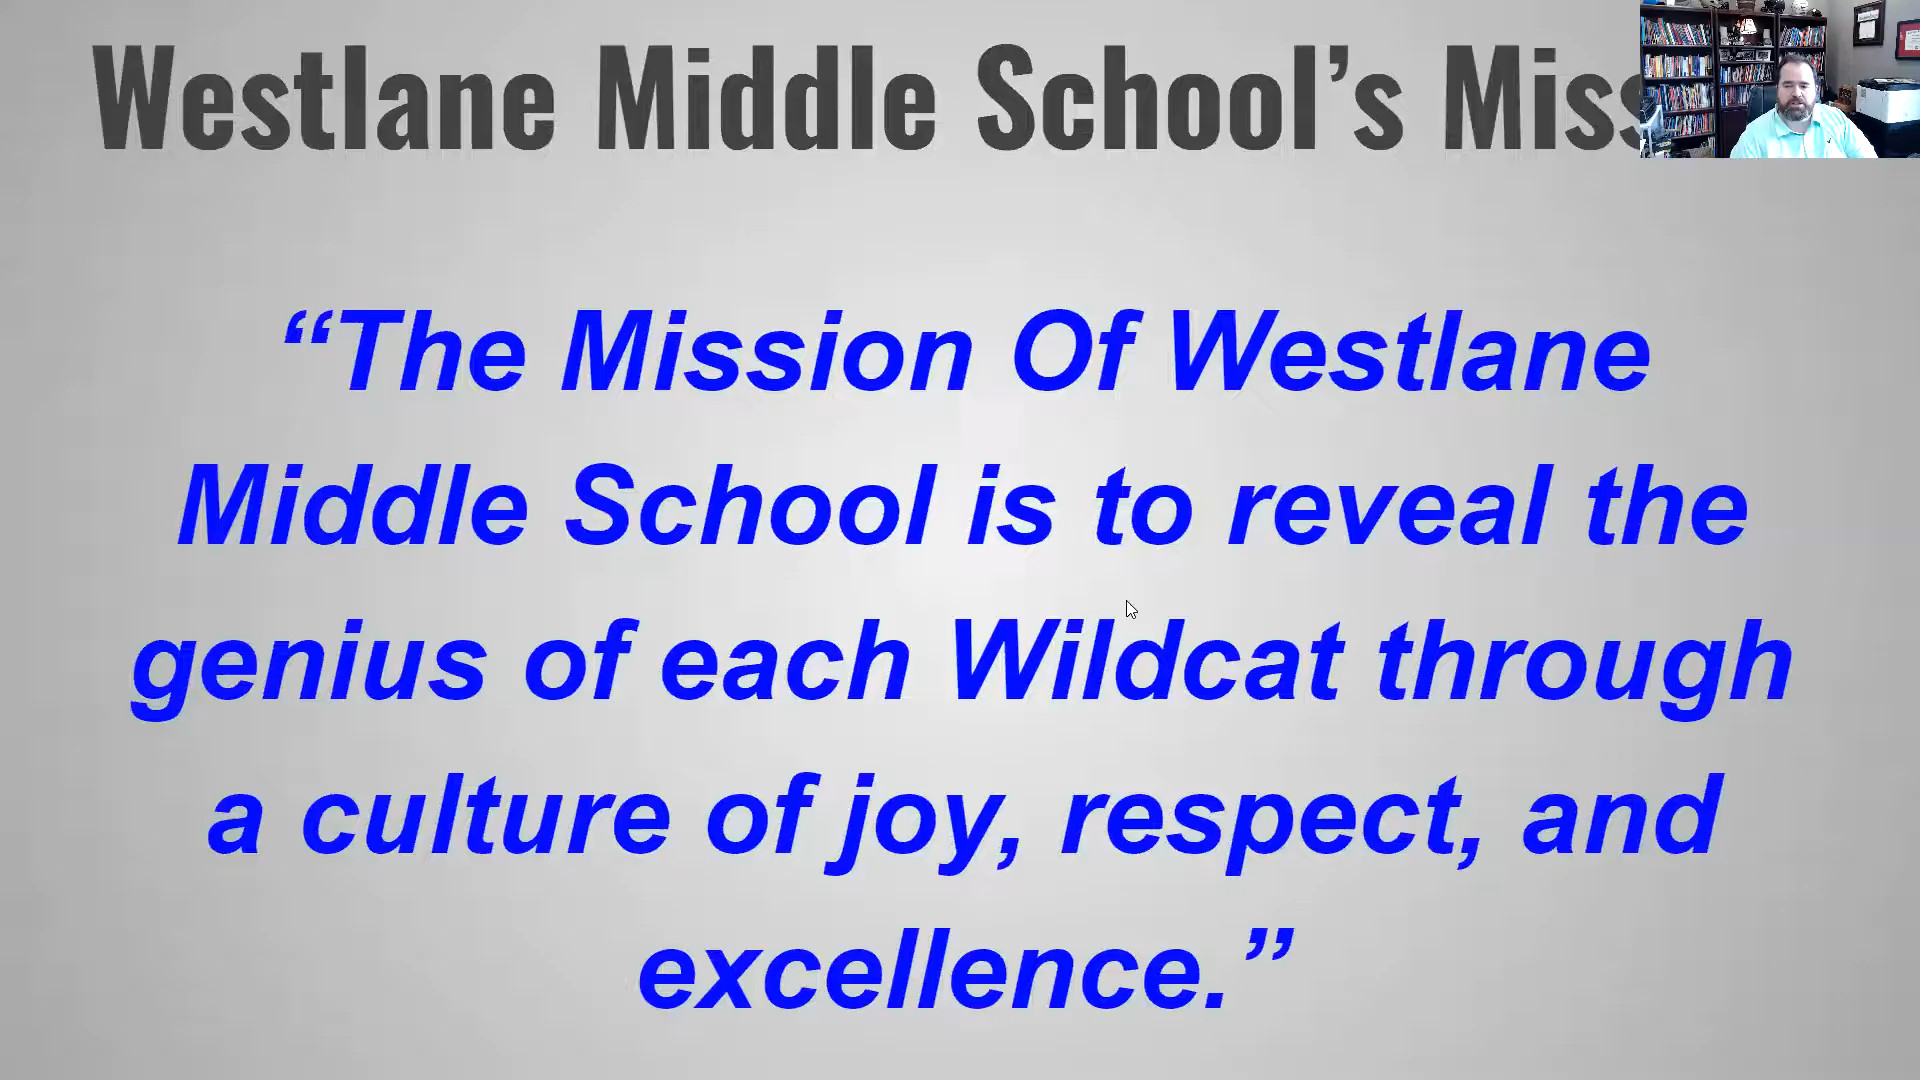 Westlane Middle School’s Miss
“The Mission Of Westlane
Middle School is to reveal the
genius of each Wildcat through
a culture of joy, respect, and
excellence.”